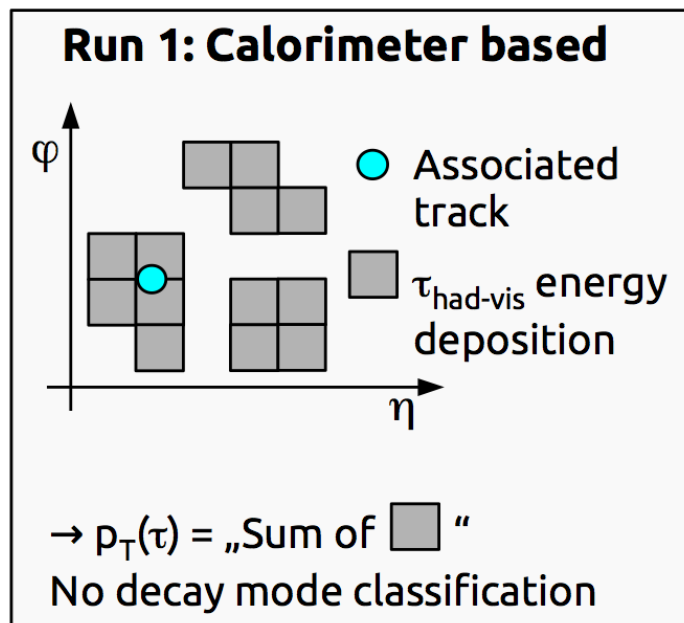 Run 1: Calorimeter based
φ
Associated
track
τhad-vis energy
deposition
η
→ pT(τ) = „Sum of “
No decay mode classification